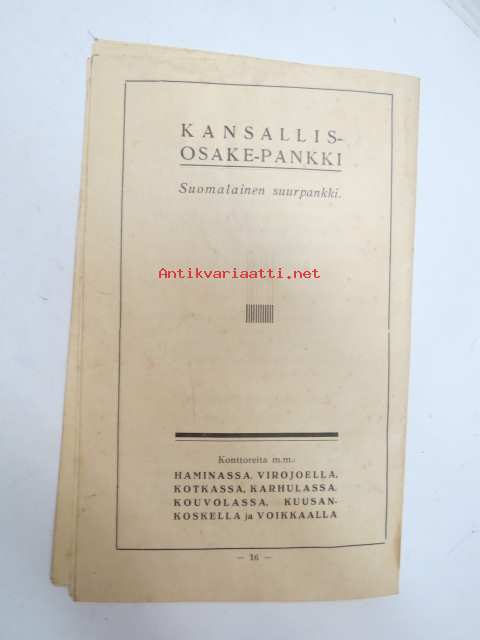 KANSALLIS-
OSAKE-PANKKI
Suomalainen suurpankki.
Antikvariaatti.net
Konttoreita m.m.:
HAMINASSA, VIROJOELLA,
KOTKASSA, KARHULASSA,
KOUVOLASSA, KUUSAN-
KOSKELLA ja VOIKKAALLA
— 16 —